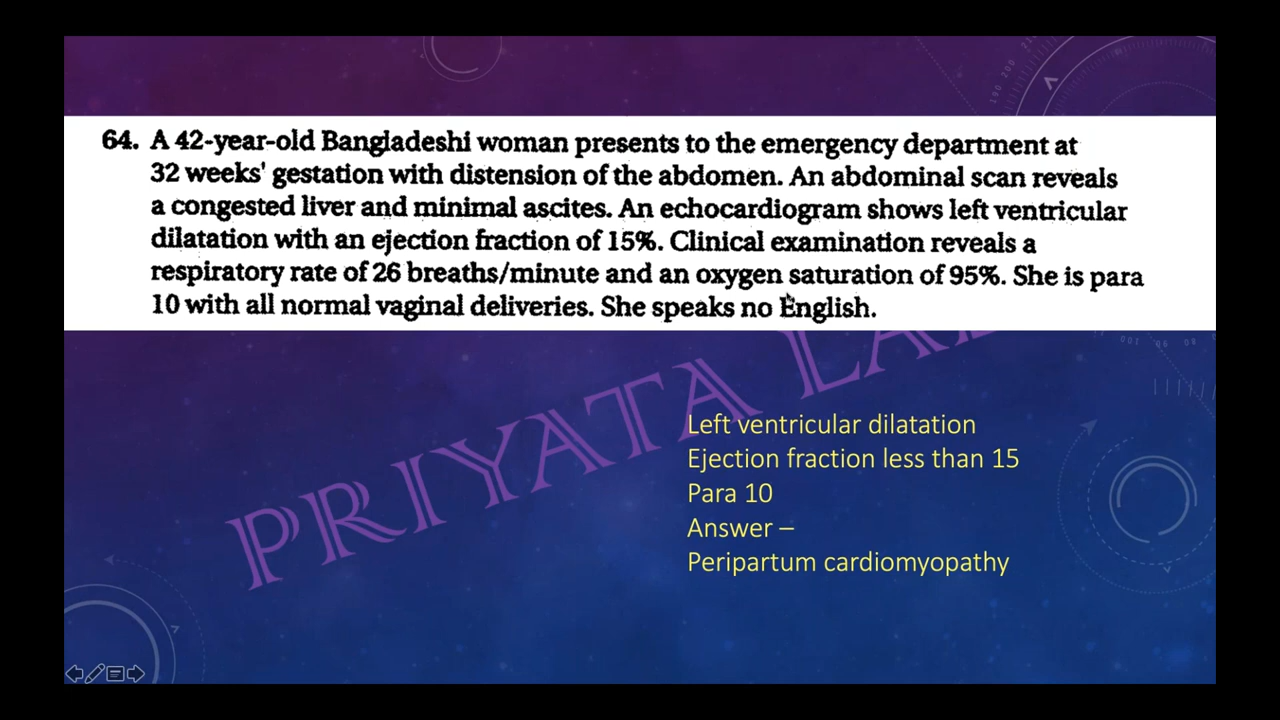 64. A 42-year-old Bangladeshi woman presents to the emergency department at
32 weeks' gestation with distension of the abdomen. An abdominal scan reveals
a congested liver and minimal ascites. An echocardiogram shows left ventricular
dilatation with an ejection fraction of 15%. Clinical examination reveals a
respiratory rate of 26 breaths/minute and an oxygen saturation of 95%. She is para
10 with all normal vaginal deliveries. She speaks no English.
PRIYATA
Left ventricular dilatation
Ejection fraction less than 15
Para 10
Answer –
Peripartum cardiomyopathy